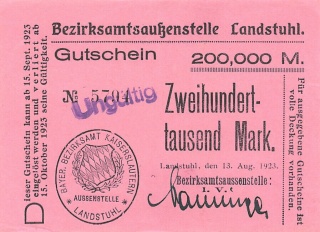 Bezirksamtsaußenstelle Landstuhl.
Gutschein
200,000 M.
Dieser Gutschein kann ab 15. Sept. 1923
eingelöst werden und verliert ab
15. Oktober 1923 seine Gültigkeit.
№
Ungültig
Zweihundert-
tausend Mark.
Landstuhl, den 13. Aug. 1923.
Bezirksamtsaussenstelle:
I. V.:
BAYER. BEZIRKSAMT KAISERSLAUTERN
AUSSENSTELLE
LANDSTUHL
Für ausgegebene Gutscheine ist
volle Deckung vorhanden.